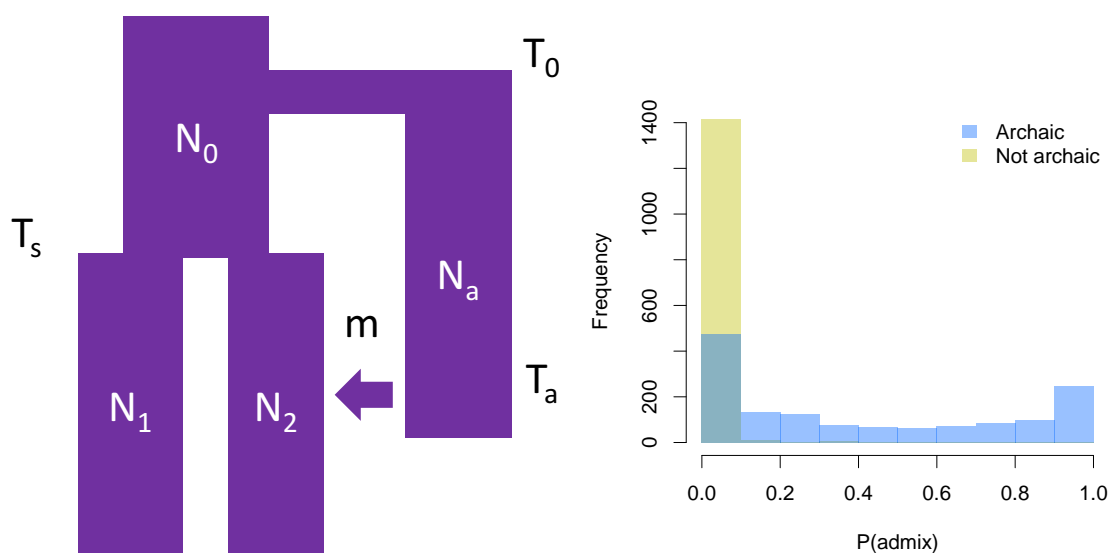 T₀
N₀
Tₛ
Nₐ
m
Tₐ
N₁
N₂
Archaic
Not archaic
Frequency
1400
1000
600
200
0
0.0
0.2
0.4
0.6
0.8
1.0
P(admix)